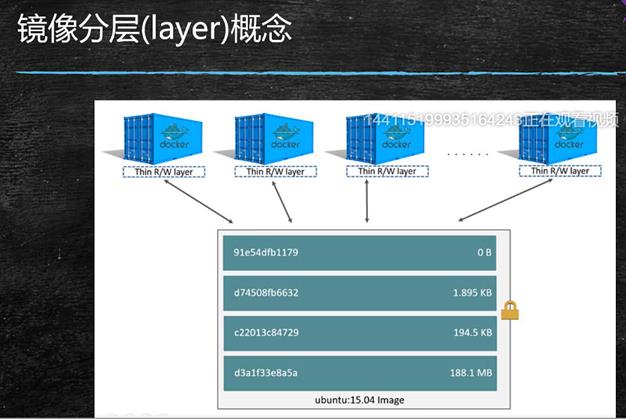 镜像分层(layer)概念
144115199935164243正在观看视频
docker docker docker docker
Thin R/W layer Thin R/W layer Thin R/W layer ...... Thin R/W layer
91e54dfb1179 0 B
d74508fb6632 1.895 KB
c22013c84729 194.5 KB
d3a1f33e8a5a 188.1 MB
ubuntu:15.04 Image